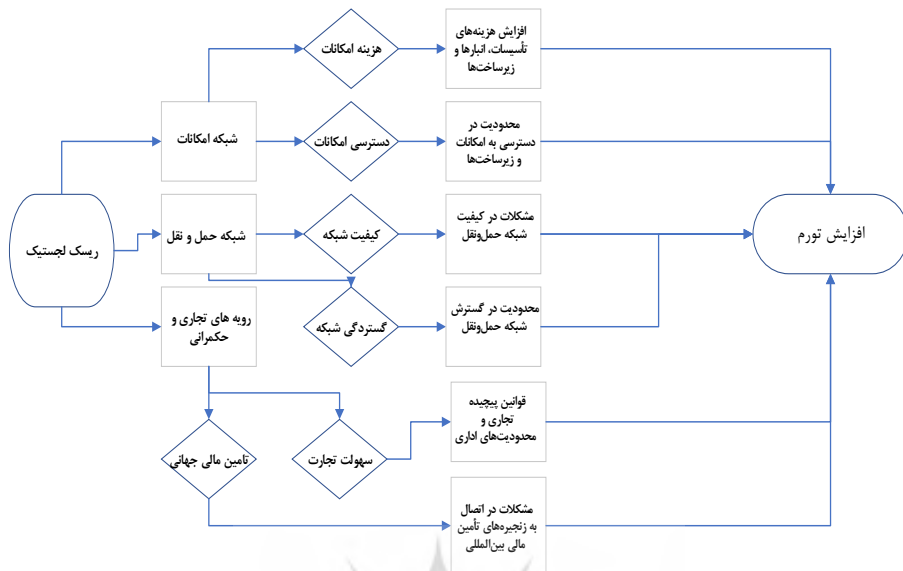 هزینه امکانات
افزایش هزینه‌های
تأسیسات، انبارها و
زیرساخت‌ها
شبکه امکانات
دسترسی امکانات
محدودیت در
دسترسی به امکانات
و زیرساخت‌ها
ریسک لجستیک
شبکه حمل و نقل
کیفیت شبکه
مشکلات در کیفیت
شبکه حمل‌ونقل
افزایش تورم
رویه های تجاری و
حکمرانی
گستردگی شبکه
محدودیت در گسترش
شبکه حمل‌ونقل
تامین مالی جهانی
سهولت تجارت
قوانین پیچیده
تجاری و
محدودیت‌های اداری
مشکلات در اتصال
به زنجیره‌های تأمین
مالی بین‌المللی